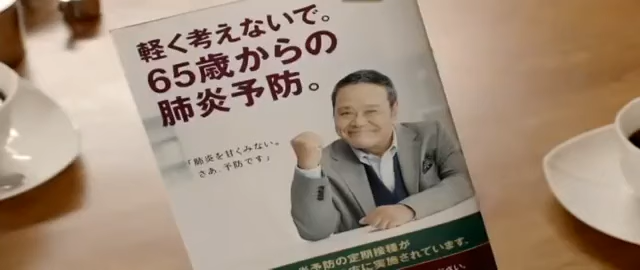 軽く考えないで。
65歳からの
肺炎予防。
「肺炎を甘くみない。
さあ、予防です」
炎予防の定期接種が
に実施されています。